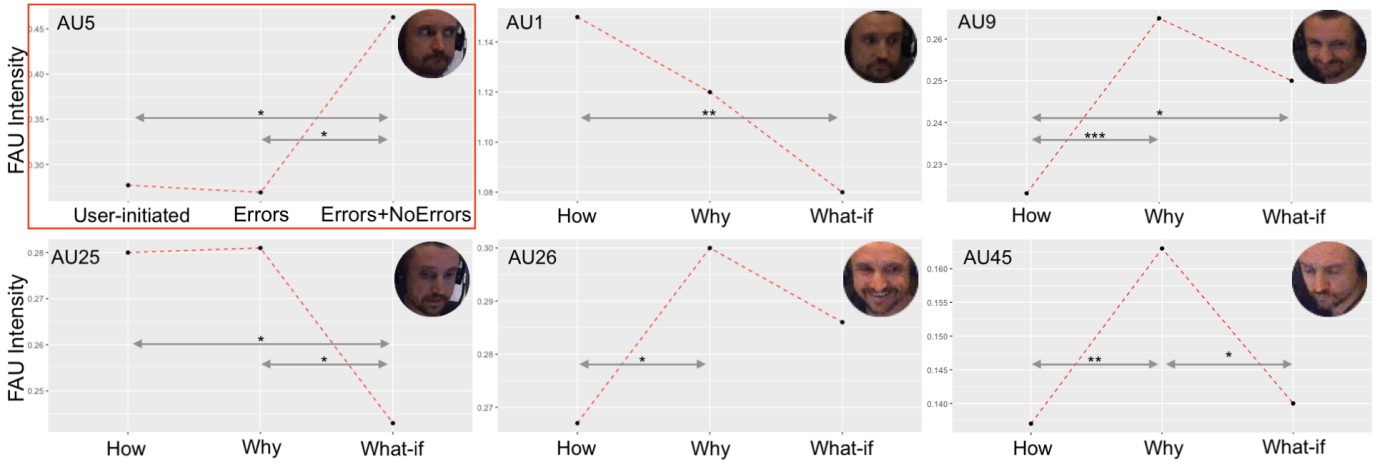 AU5
FAU Intensity
0.45
0.40
0.35
0.30
*
*
User-initiated Errors Errors+NoErrors
AU1
1.14
1.12
1.10
1.08
**
How Why What-if
AU9
0.26
0.25
0.24
0.23
*
***
How Why What-if
AU25
FAU Intensity
0.28
0.27
0.26
0.25
*
*
How Why What-if
AU26
0.30
0.29
0.28
0.27
*
How Why What-if
AU45
0.160
0.155
0.150
0.145
0.140
**
*
How Why What-if